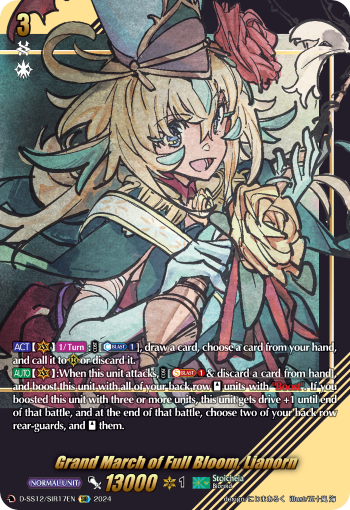 3
ACT 1/Turn BLAST 1 , draw a card, choose a card from your hand,
and call it to or discard it.
AUTO :When this unit attacks, BLAST 1 & discard a card from hand ,
and boost this unit with all of your back row units with "Boost". If you
boosted this unit with three or more units, this unit gets drive +1 until end
of that battle, and at the end of that battle, choose two of your back row
rear-guards, and them.
Grand March of Full Bloom, Lianorn
NORMAL UNIT 13000 1 Stoicheia
D-SS12/SIR17EN 2024